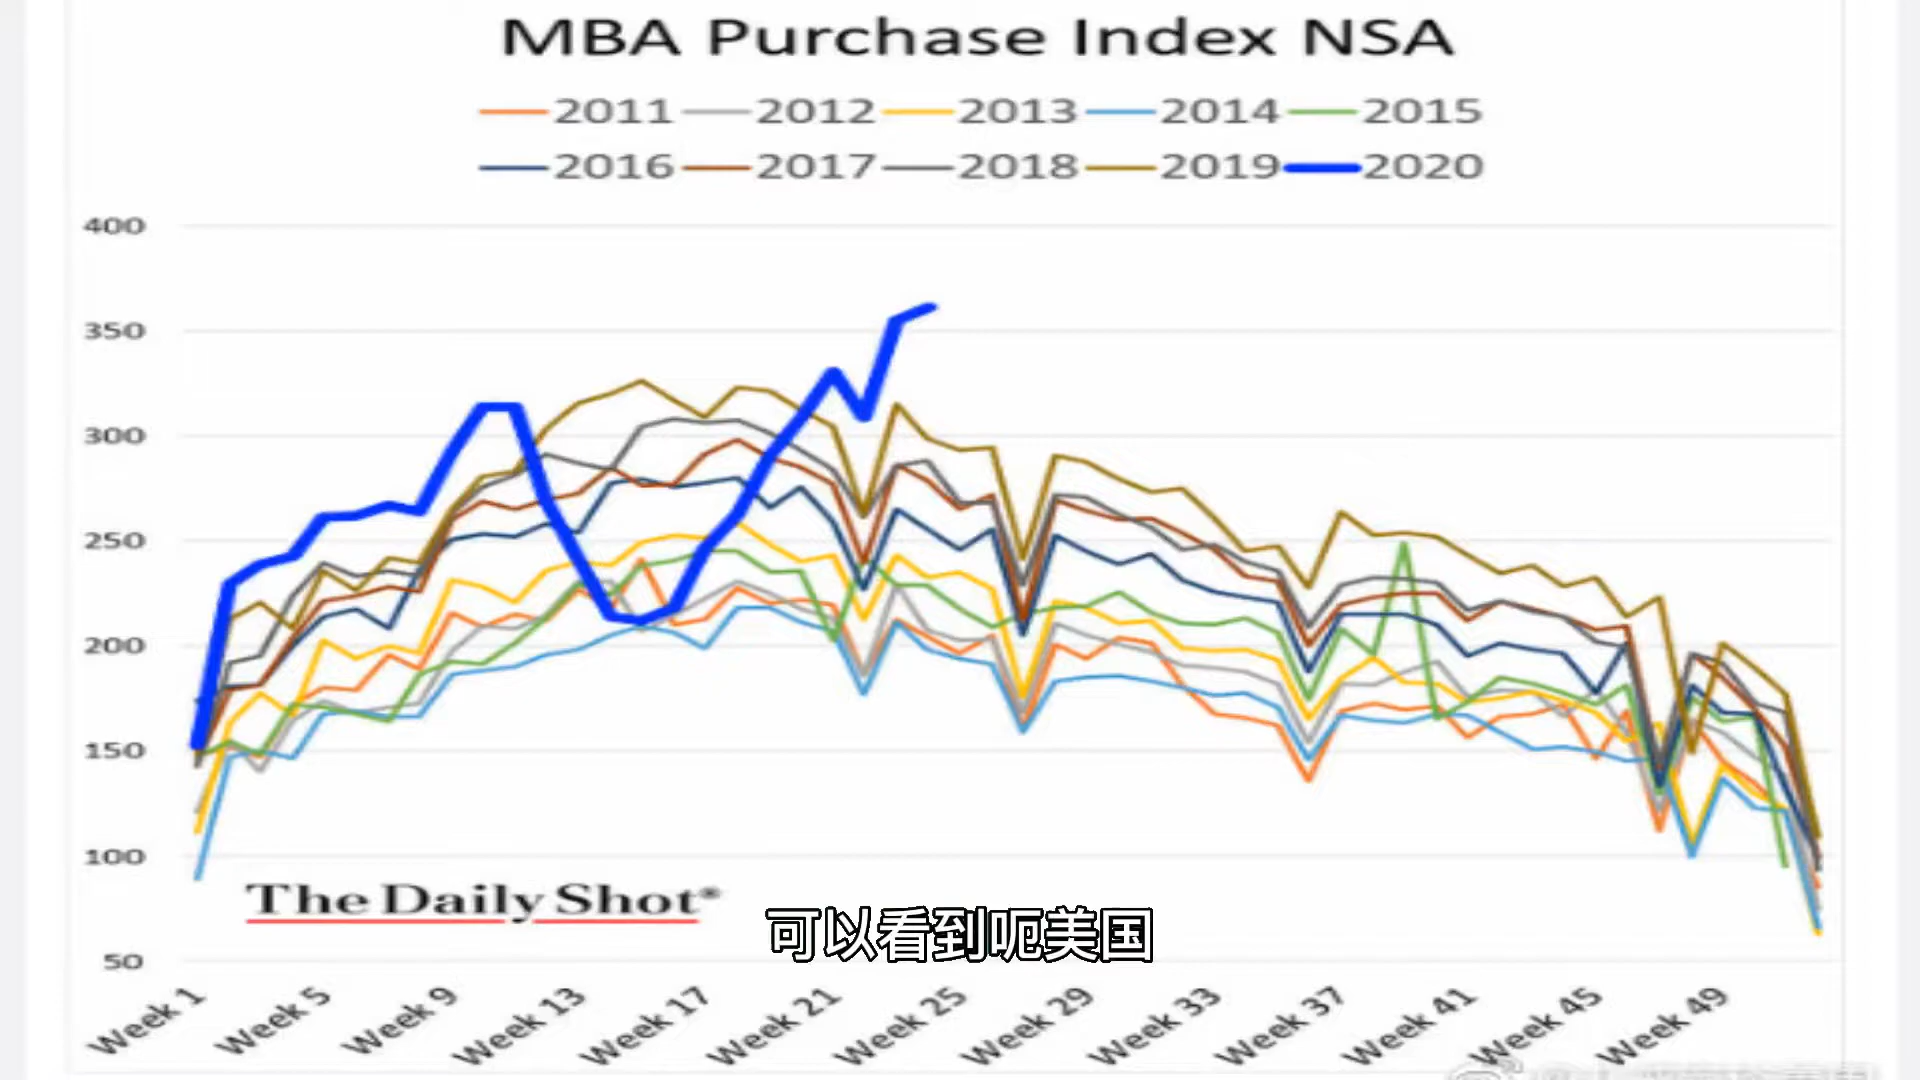 MBA Purchase Index NSA
2011 2012 2013 2014 2015
2016 2017 2018 2019 2020
400
350
300
250
200
150
100
50
The Daily Shot®
可以看到呃美国
Week 1 Week 5 Week 9 Week 13 Week 17 Week 21 Week 25 Week 29 Week 33 Week 37 Week 41 Week 45 Week 49